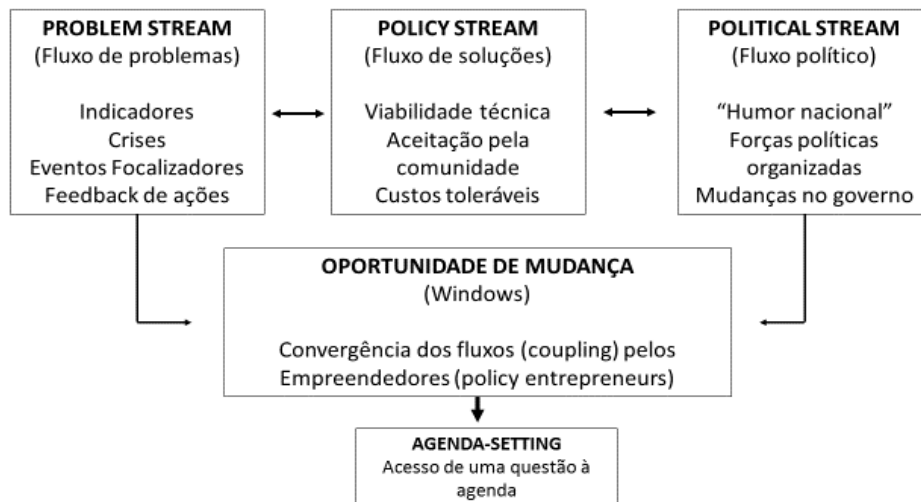 PROBLEM STREAM
(Fluxo de problemas)
Indicadores
Crises
Eventos Focalizadores
Feedback de ações
POLICY STREAM
(Fluxo de soluções)
Viabilidade técnica
Aceitação pela
comunidade
Custos toleráveis
POLITICAL STREAM
(Fluxo político)
“Humor nacional”
Forças políticas
organizadas
Mudanças no governo
OPORTUNIDADE DE MUDANÇA
(Windows)
Convergência dos fluxos (coupling) pelos
Empreendedores (policy entrepreneurs)
AGENDA-SETTING
Acesso de uma questão à
agenda